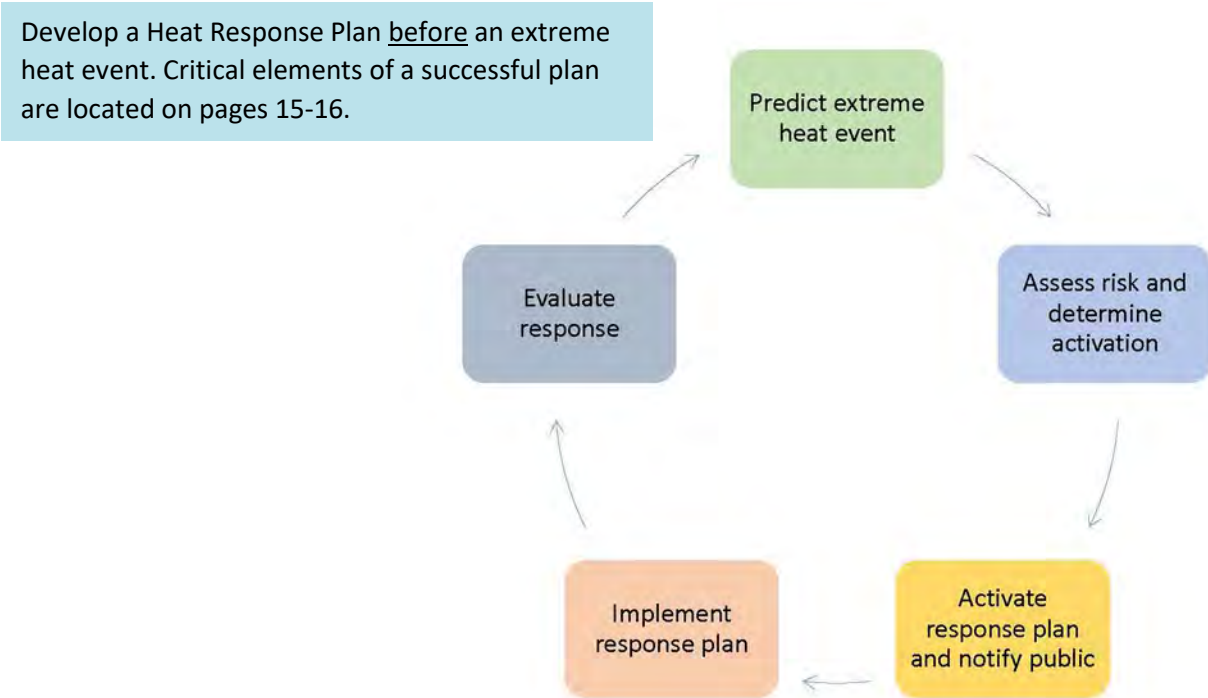 Develop a Heat Response Plan before an extreme
heat event. Critical elements of a successful plan
are located on pages 15-16.
Predict extreme
heat event
Assess risk and
determine
activation
Activate
response plan
and notify public
Implement
response plan
Evaluate
response